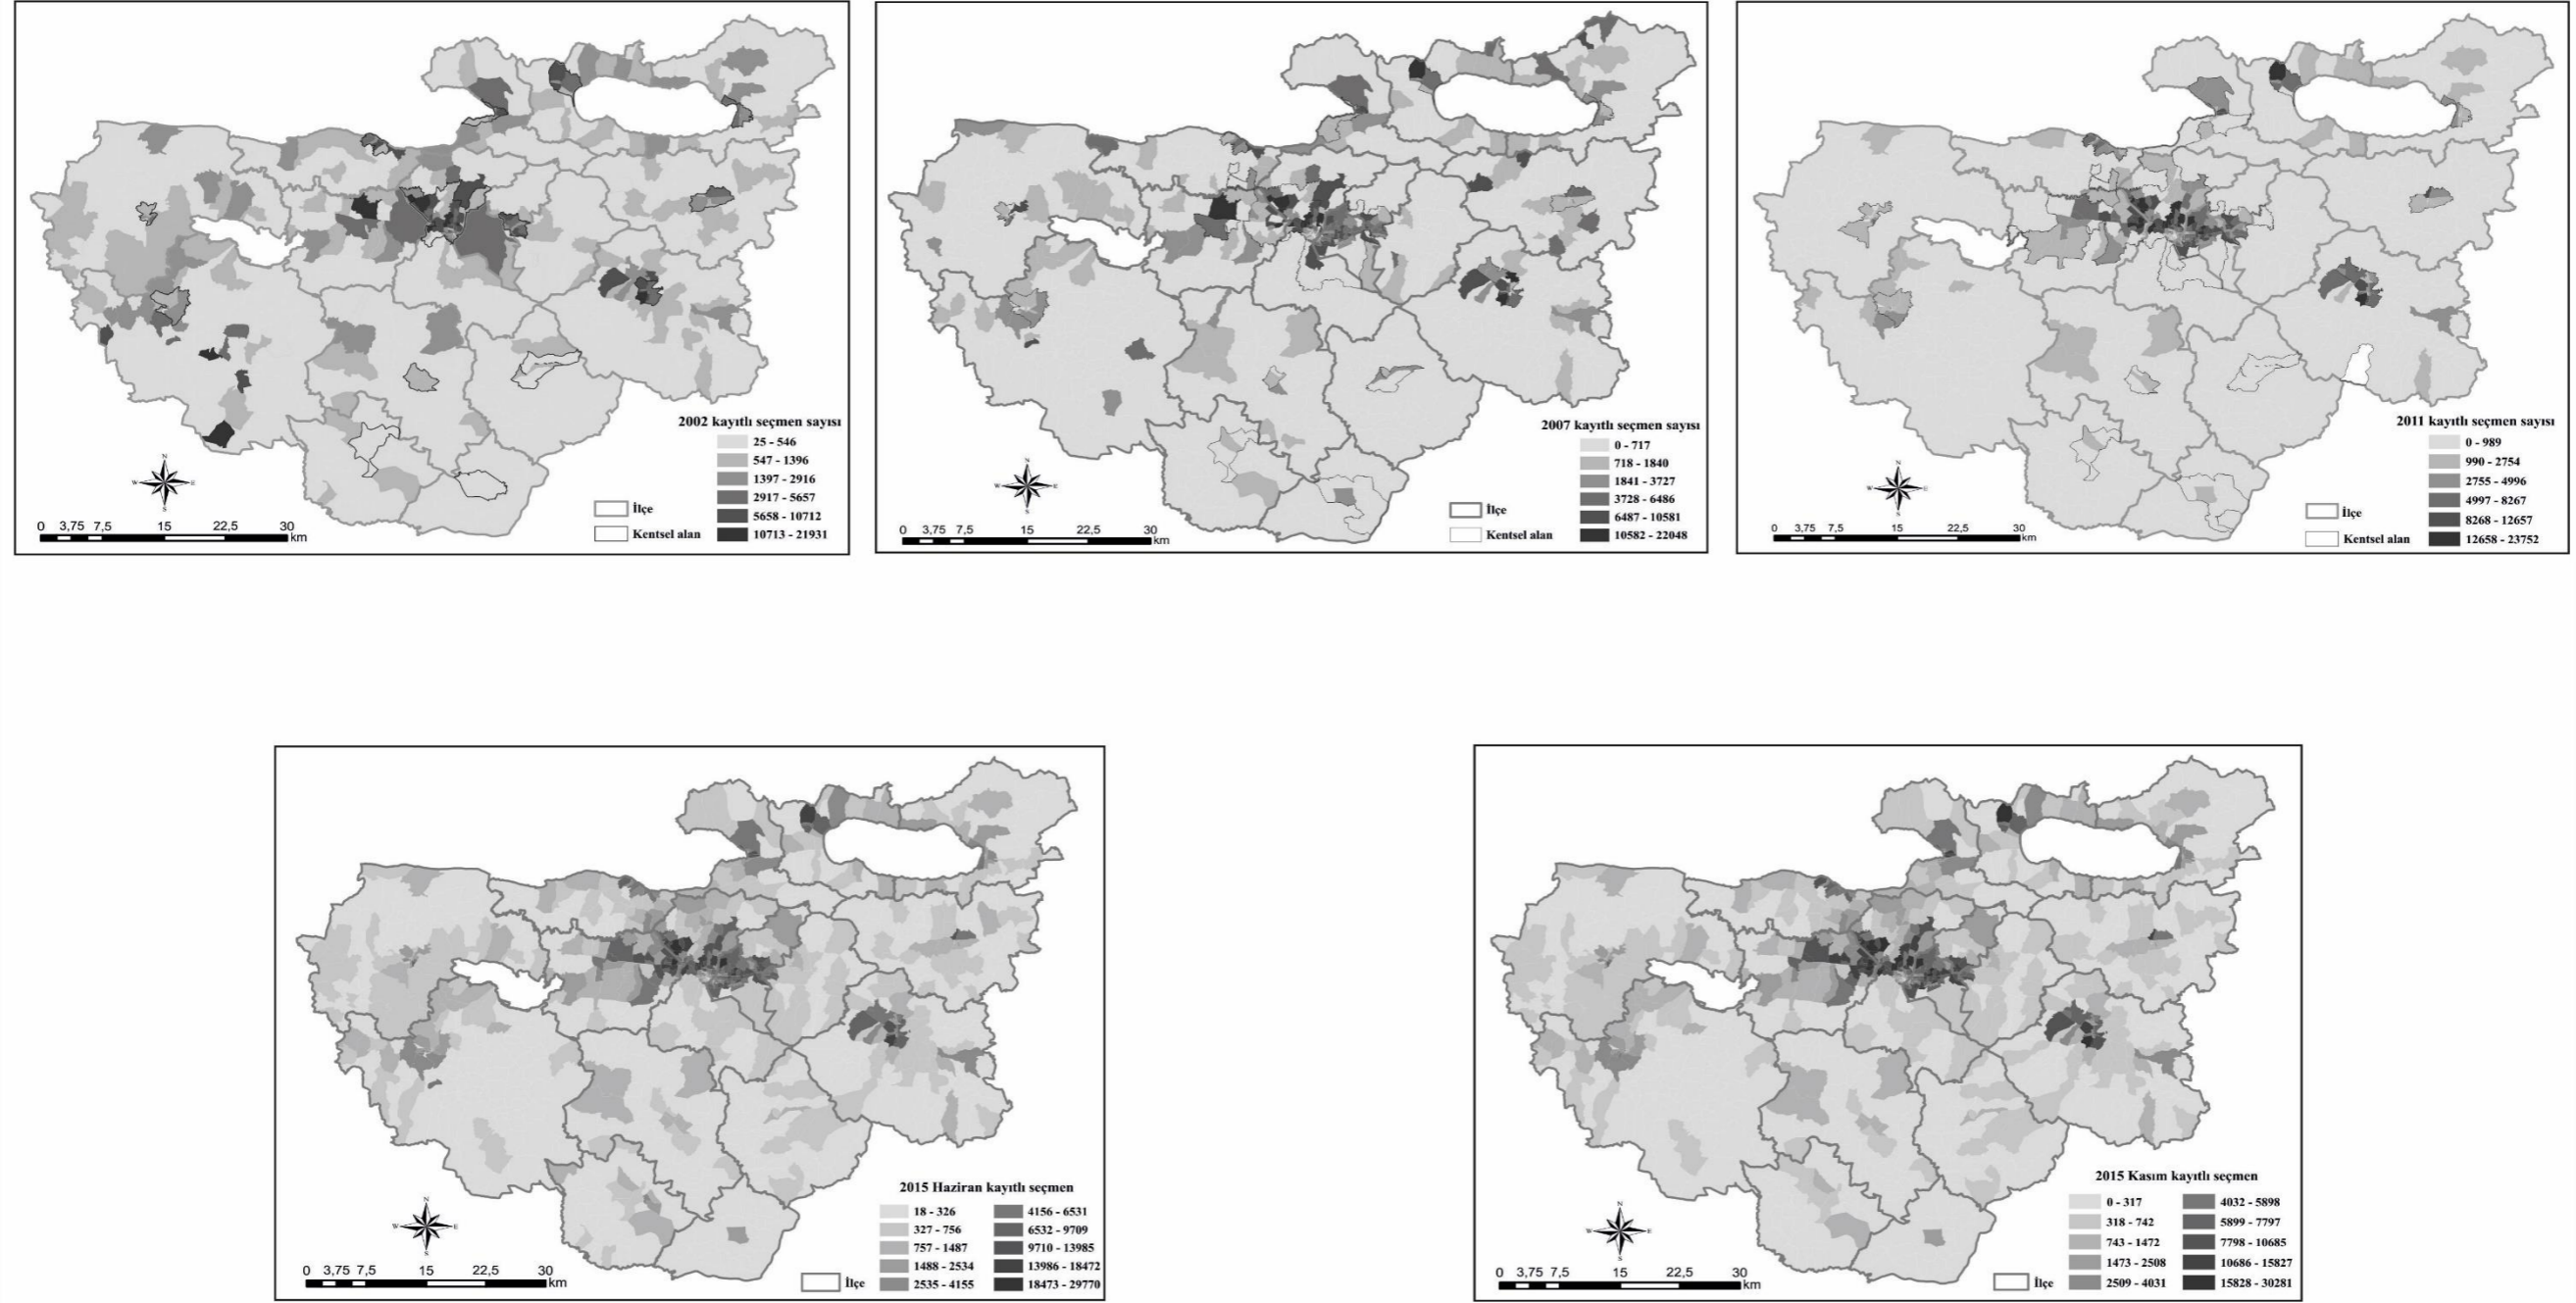 2002 kayıtlı seçmen sayısı
25 - 546
547 - 1396
1397 - 2916
2917 - 5657
5658 - 10712
10713 - 21931
İlçe
Kentsel alan
N
W E
S
0 3,75 7,5 15 22,5 30
km
2007 kayıtlı seçmen sayısı
0 - 717
718 - 1840
1841 - 3727
3728 - 6486
6487 - 10581
10582 - 22048
İlçe
Kentsel alan
N
W E
S
0 3,75 7,5 15 22,5 30
km
2011 kayıtlı seçmen sayısı
0 - 989
990 - 2754
2755 - 4996
4997 - 8267
8268 - 12657
12658 - 23752
İlçe
Kentsel alan
N
W E
S
0 3,75 7,5 15 22,5 30
km
2015 Haziran kayıtlı seçmen
18 - 326
327 - 756
757 - 1487
1488 - 2534
2535 - 4155
4156 - 6531
6532 - 9709
9710 - 13985
13986 - 18472
18473 - 29770
İlçe
N
W E
S
0 3,75 7,5 15 22,5 30
km
2015 Kasım kayıtlı seçmen
0 - 317
318 - 742
743 - 1472
1473 - 2508
2509 - 4031
4032 - 5898
5899 - 7797
7798 - 10685
10686 - 15827
15828 - 30281
İlçe
N
W E
S
0 3,75 7,5 15 22,5 30
km